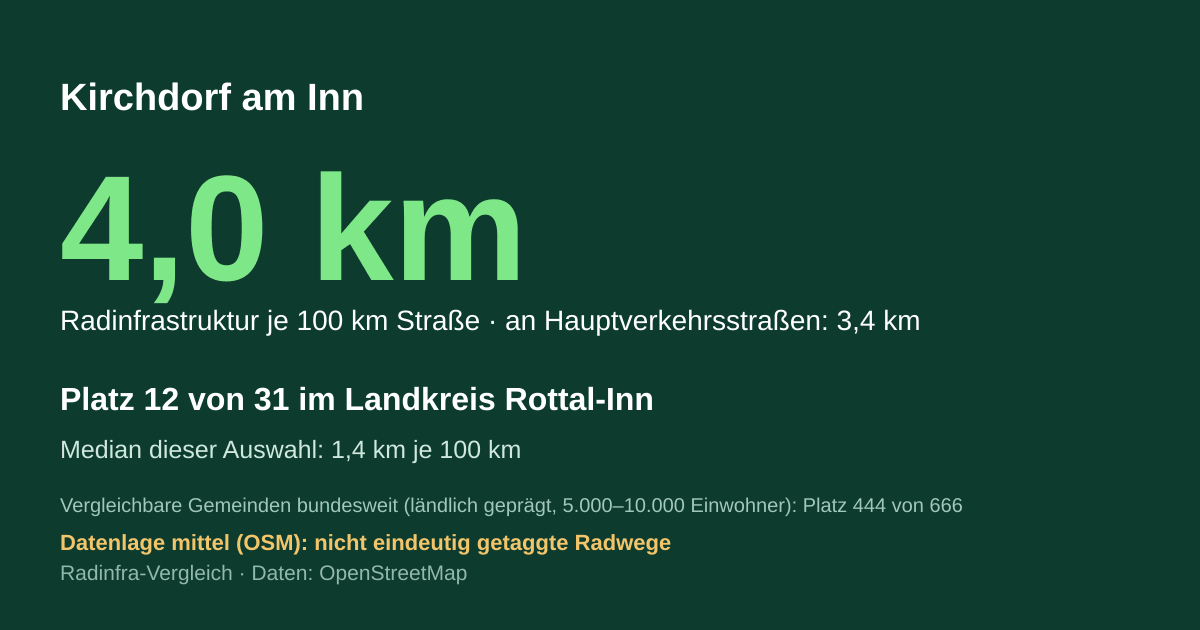 Kirchdorf am Inn
4,0 km
Radinfrastruktur je 100 km Straße · an Hauptverkehrsstraßen: 3,4 km
Platz 12 von 31 im Landkreis Rottal-Inn
Median dieser Auswahl: 1,4 km je 100 km
Vergleichbare Gemeinden bundesweit (ländlich geprägt, 5.000–10.000 Einwohner): Platz 444 von 666
Datenlage mittel (OSM): nicht eindeutig getaggte Radwege
Radinfra-Vergleich · Daten: OpenStreetMap